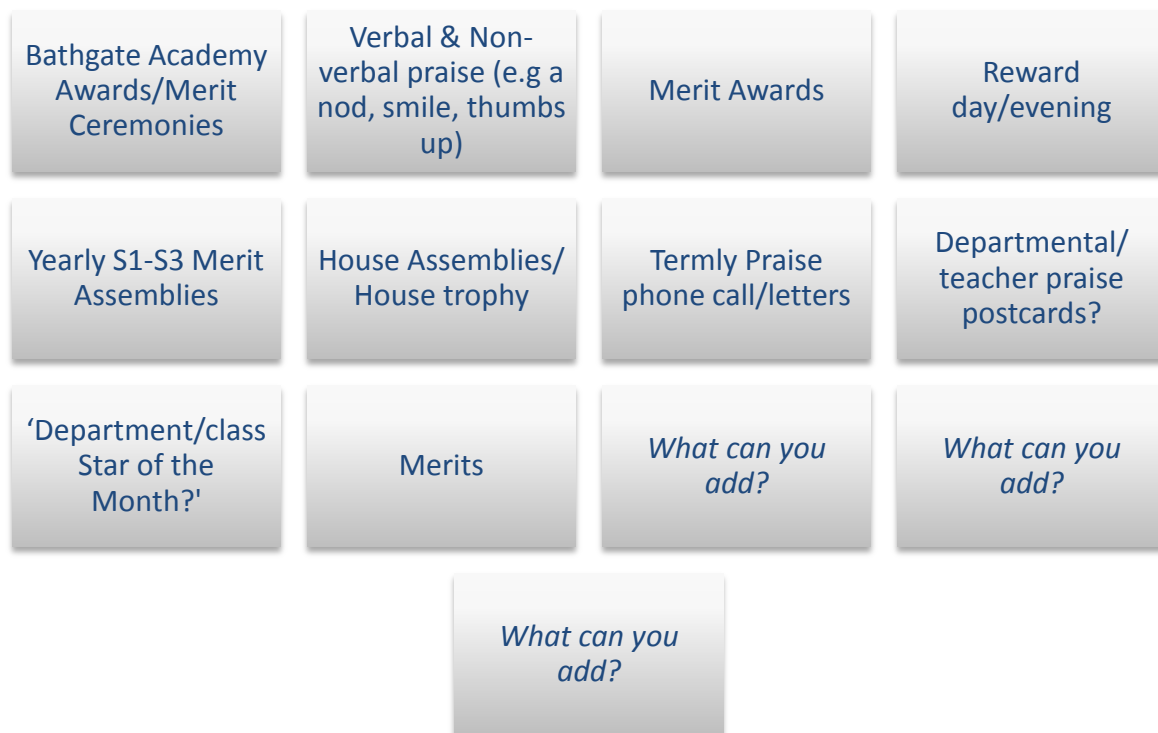 Bathgate Academy
Awards/Merit
Ceremonies
Verbal & Non-
verbal praise (e.g a
nod, smile, thumbs
up)
Merit Awards
Reward
day/evening
Yearly S1-S3 Merit
Assemblies
House Assemblies/
House trophy
Termly Praise
phone call/letters
Departmental/
teacher praise
postcards?
‘Department/class
Star of the
Month?'
Merits
What can you
add?
What can you
add?
What can you
add?